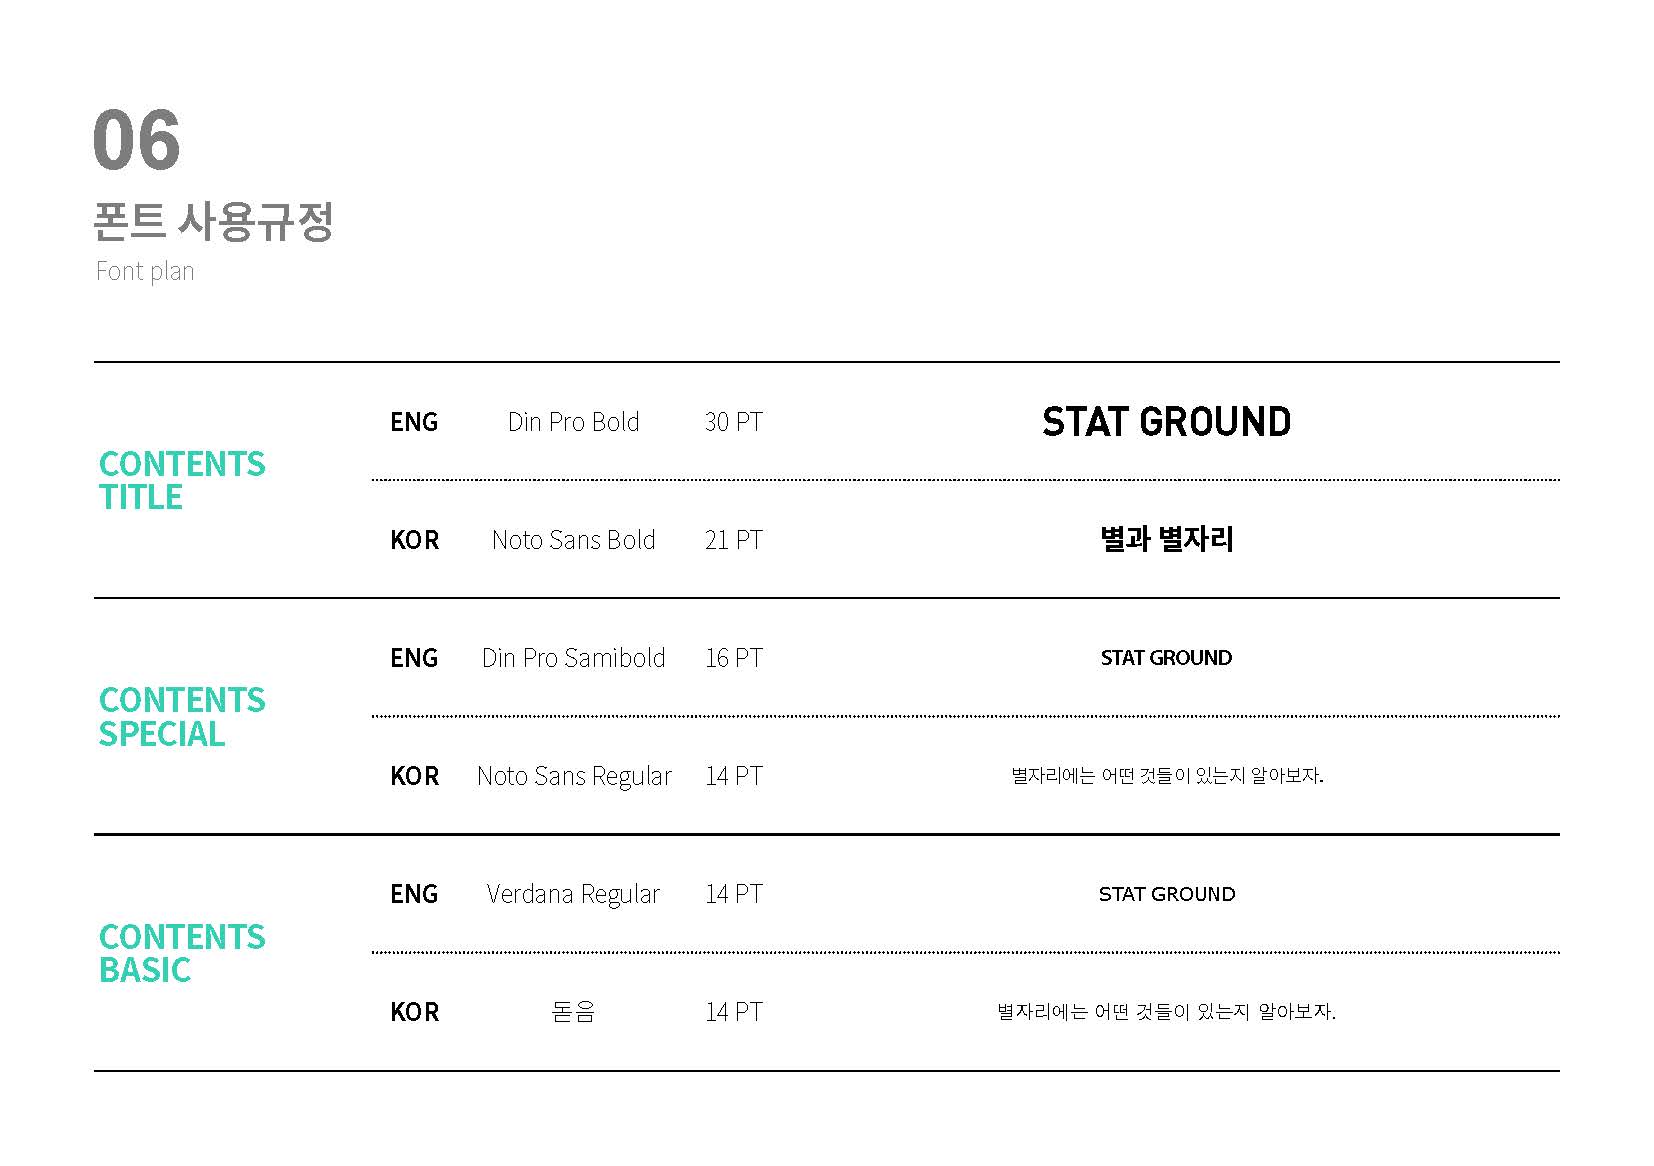 06
폰트 사용규정
Font plan
CONTENTS
TITLE
ENG Din Pro Bold 30 PT STAT GROUND
KOR Noto Sans Bold 21 PT 별과 별자리
CONTENTS
SPECIAL
ENG Din Pro Samibold 16 PT STAT GROUND
KOR Noto Sans Regular 14 PT 별자리에는 어떤 것들이 있는지 알아보자.
CONTENTS
BASIC
ENG Verdana Regular 14 PT STAT GROUND
KOR 돋음 14 PT 별자리에는 어떤 것들이 있는지 알아보자.